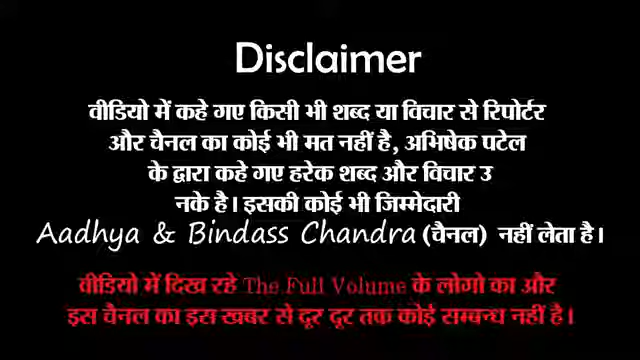 Disclaimer
वीडियो में कहे गए किसी भी शब्द या विचार से रिपोर्टर
और चैनल का कोई भी मत नहीं है, अभिषेक पटेल
के द्वारा कहे गए हरेक शब्द और विचार उ
नके है। इसकी कोई भी जिम्मेदारी
Aadhya & Bindass Chandra (चैनल) नहीं लेता है।
वीडियो में दिख रहे The Full Volume के लोगो का और
इस चैनल का इस खबर से दूर दूर तक कोई सम्बन्ध नहीं है।